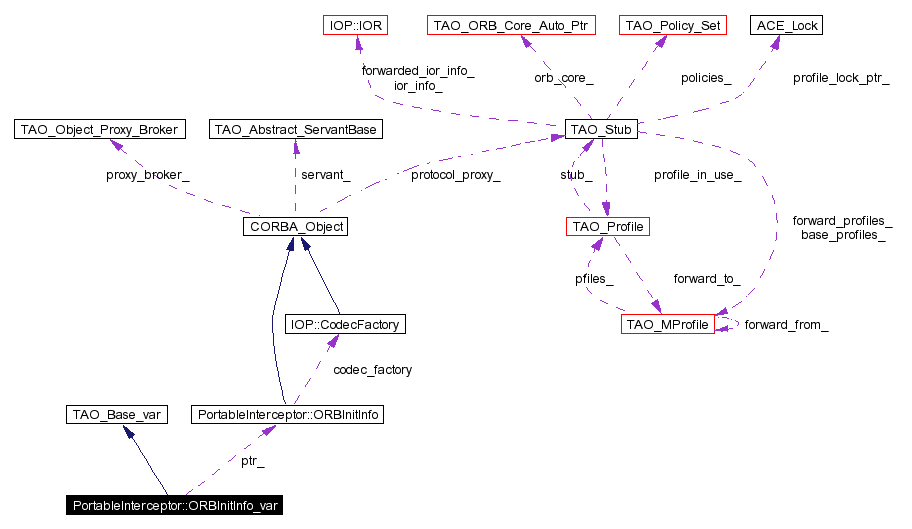 IOP::IOR
TAO_ORB_Core_Auto_Ptr
TAO_Policy_Set
ACE_Lock
forwarded_ior_info_
ior_info_
orb_core_
policies_
profile_lock_ptr_
TAO_Object_Proxy_Broker
TAO_Abstract_ServantBase
TAO_Stub
proxy_broker_
servant_
protocol_proxy_
stub_
profile_in_use_
CORBA_Object
TAO_Profile
forward_profiles_
base_profiles_
pfiles_
forward_to_
IOP::CodecFactory
TAO_MProfile
forward_from_
codec_factory
TAO_Base_var
PortableInterceptor::ORBInitInfo
ptr_
PortableInterceptor::ORBInitInfo_var